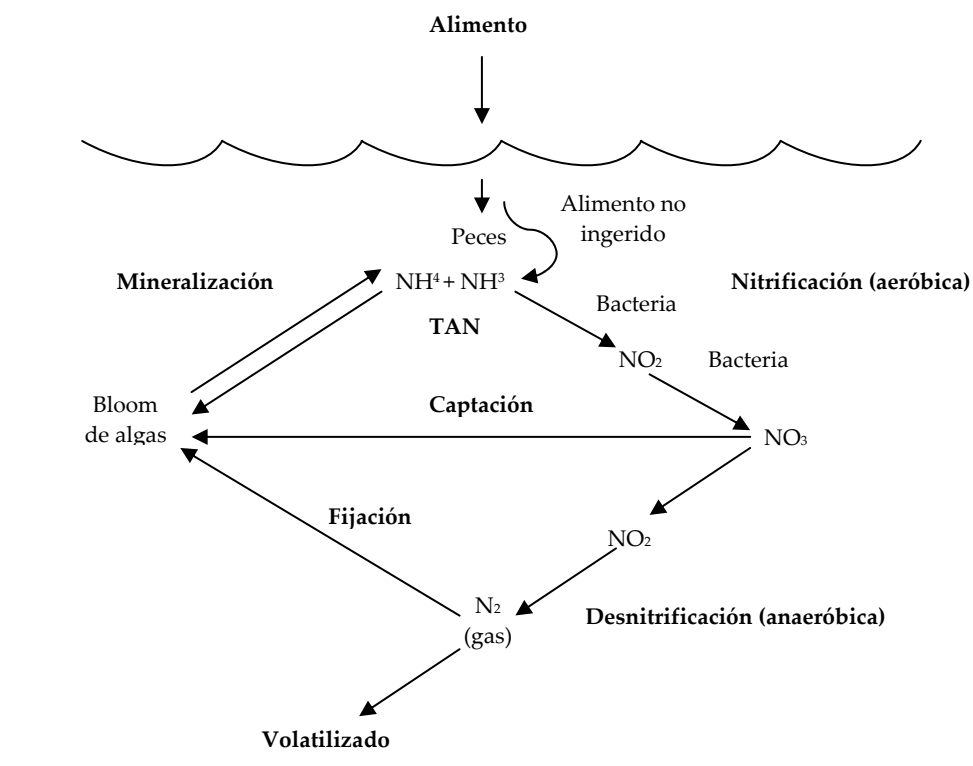 Alimento
Alimento no
ingerido
Peces
Mineralización
NH⁴ + NH³
Nitrificación (aeróbica)
Bacteria
TAN
NO₂
Bacteria
Bloom
de algas
Captación
NO₃
Fijación
NO₂
N₂
(gas)
Desnitrificación (anaeróbica)
Volatilizado